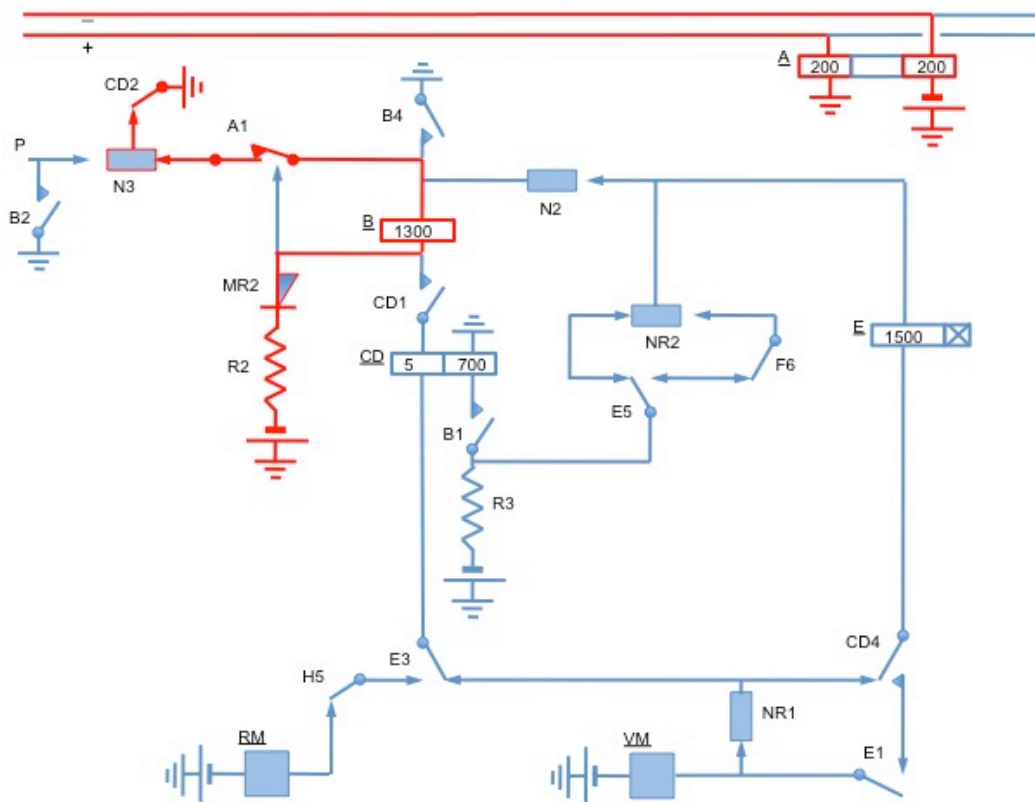 –
+
A
200
200
CD2
A1
B4
P
N3
N2
B2
B
1300
MR2
CD1
NR2
E
1500
CD
5
700
F6
R2
E5
B1
R3
E3
CD4
H5
NR1
RM
VM
E1